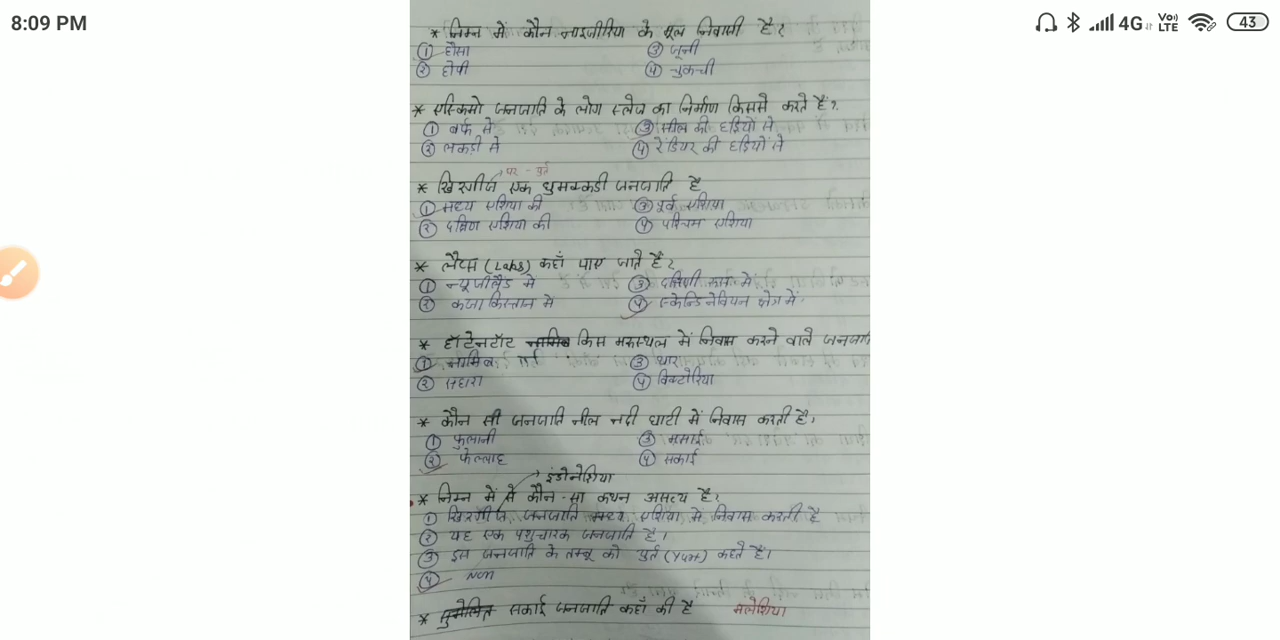 8:09 PM
4G VoLTE 43
* निम्न में कौन नाइजीरिया के मूल निवासी है?
① हौसा ③ जूनी
② होपी ④ चुकची
* एस्किमो जनजाति के लोग स्लेज का निर्माण किससे करते हैं?
① बर्फ से ③ सील की हड्डियों से
② लकड़ी से ④ रेंडियर की हड्डियों से
घर - युर्त
* खिरगीज एक घुमक्कडी जनजाति है
① मध्य एशिया की ③ पूर्व एशिया
② दक्षिण एशिया की ④ पश्चिम एशिया
* लैप्स (Labs) कहाँ पाए जाते है?
① न्यूजीलैंड में ③ दक्षिणी रूस में
② कजाकिस्तान में ④ स्केन्डिनेवियन क्षेत्र में
* हॉटेनटॉट किस मरुस्थल में निवास करने वाले जनजा
① नामिब ③ थार
② सहारा ④ विक्टोरिया
* कौन सी जनजाति नील नदी घाटी में निवास करती है?
① फुलानी ③ मसाई
② फेल्लाह ④ सकाई
इंडोनेशिया
* निम्न में से कौन-सा कथन असत्य है?
① खिरगीज जनजाति मध्य एशिया में निवास करती है
② यह एक पशुचारक जनजाति है।
③ इस जनजाति के तम्बू को युर्त (Yurt) कहते हैं।
④ Non
* सकाई जनजाति कहाँ की है मलेशिया